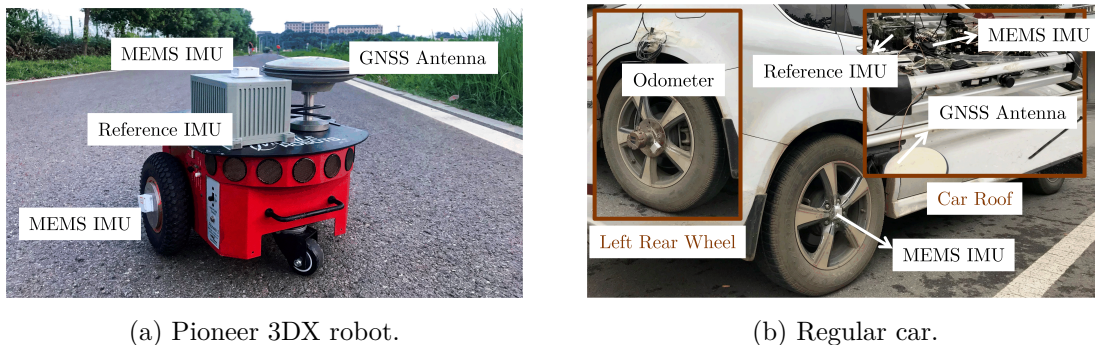 MEMS IMU
GNSS Antenna
Reference IMU
MEMS IMU
(a) Pioneer 3DX robot.
Odometer
Reference IMU
MEMS IMU
GNSS Antenna
Car Roof
Left Rear Wheel
MEMS IMU
(b) Regular car.